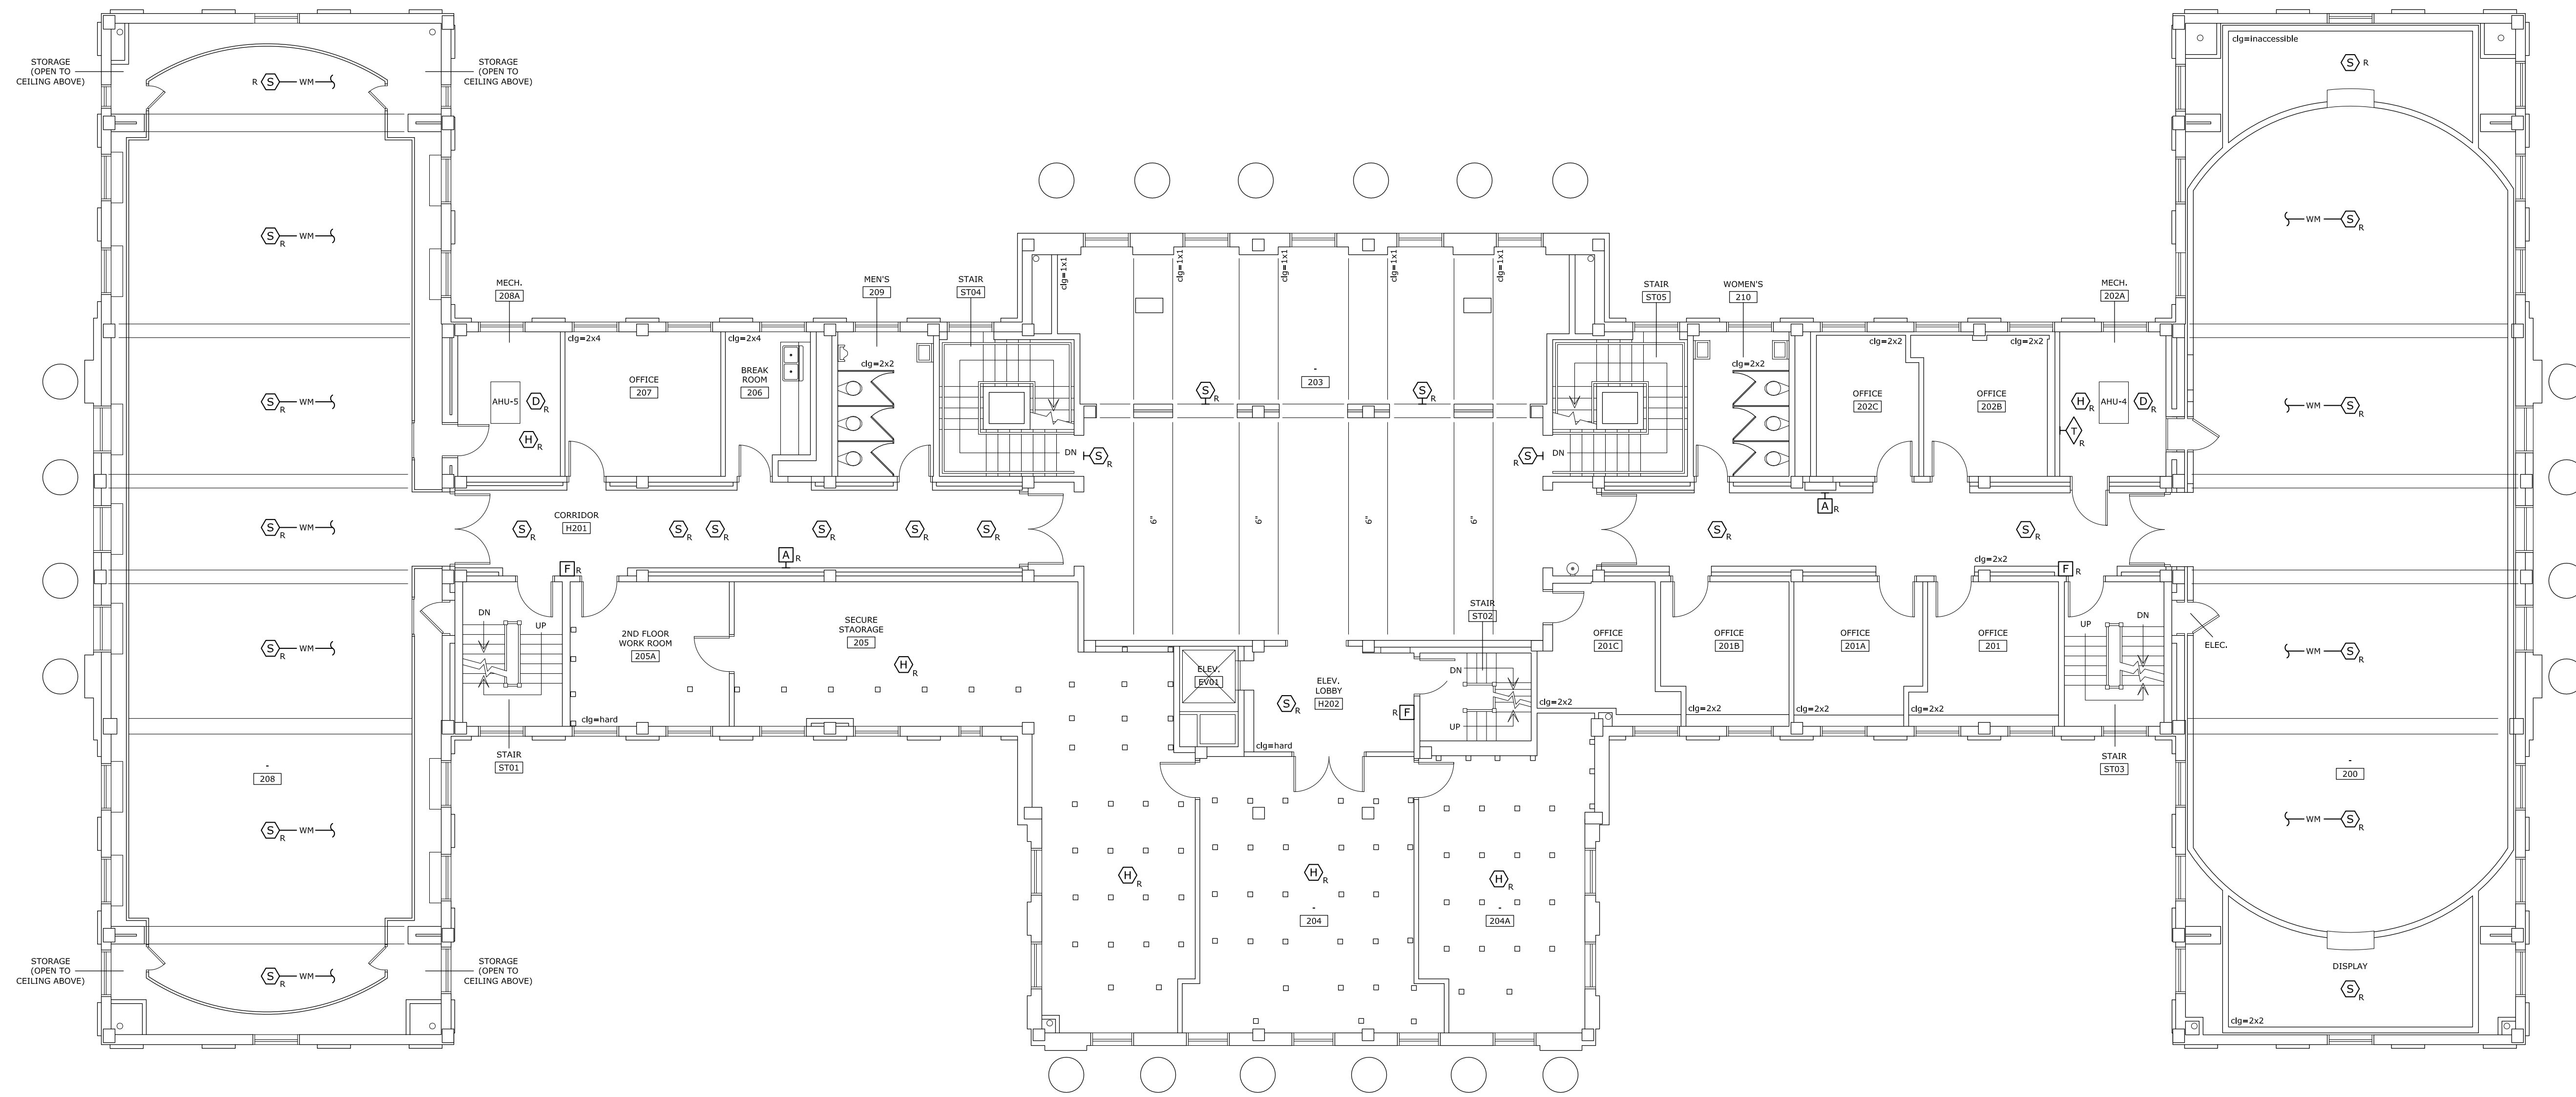 STORAGE
(OPEN TO
CEILING ABOVE)
R S WM
STORAGE
(OPEN TO
CEILING ABOVE)
S R WM
S R WM
S R WM
S R WM
S R WM
S R WM
-
208
STORAGE
(OPEN TO
CEILING ABOVE)
STORAGE
(OPEN TO
CEILING ABOVE)
MECH.
208A
AHU-5
D R
H R
clg=2x4
OFFICE
207
clg=2x4
BREAK
ROOM
206
MEN'S
209
clg=2x2
STAIR
ST04
DN
CORRIDOR
H201
S R
S R
S R
S R
S R
S R
A R
F R
DN
UP
STAIR
ST01
2ND FLOOR
WORK ROOM
205A
clg=hard
SECURE
STAORAGE
205
H R
clg=1x1
clg=1x1
clg=1x1
clg=1x1
clg=1x1
-
203
S R
S R
S R
R S
6"
6"
6"
6"
ELEV.
EV01
ELEV.
LOBBY
H202
S R
clg=hard
R F
STAIR
ST02
DN
UP
H R
H R
-
204
H R
-
204A
STAIR
ST05
DN
WOMEN'S
210
clg=2x2
clg=2x2
OFFICE
202C
clg=2x2
OFFICE
202B
MECH.
202A
H R
AHU-4
D R
T R
A R
S R
S R
clg=2x2
F R
OFFICE
201C
clg=2x2
OFFICE
201B
clg=2x2
OFFICE
201A
clg=2x2
OFFICE
201
clg=2x2
UP
DN
STAIR
ST03
ELEC.
clg=inaccessible
S R
WM S R
WM S R
WM S R
-
200
WM S R
DISPLAY
S R
clg=2x2